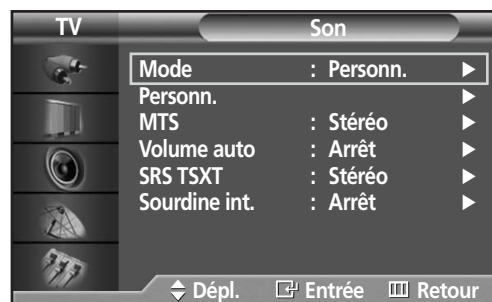 TV Son
Mode : Personn.
Personn.
MTS : Stéréo
Volume auto : Arrêt
SRS TSXT : Stéréo
Sourdine int. : Arrêt
Dépl. Entrée Retour